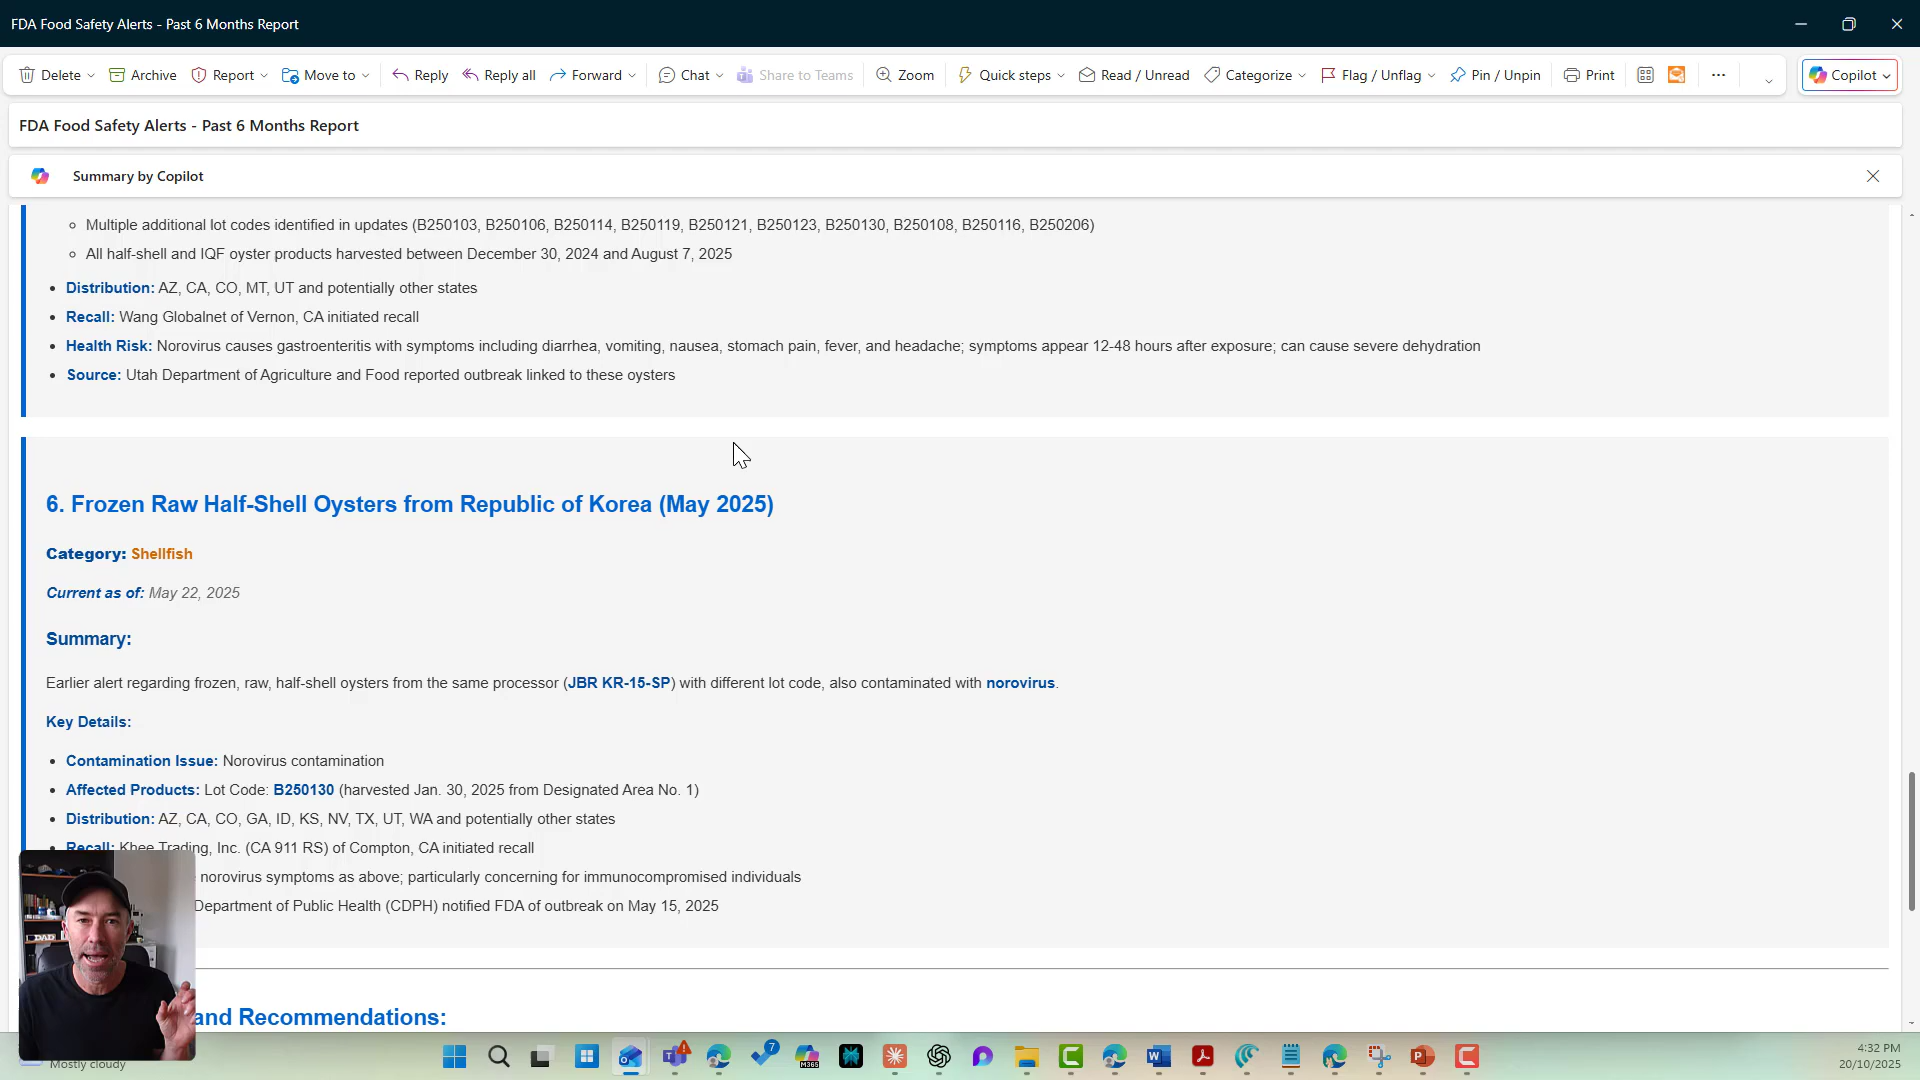 FDA Food Safety Alerts - Past 6 Months Report
Delete Archive Report Move to Reply Reply all Forward Chat Share to Teams Zoom Quick steps Read / Unread Categorize Flag / Unflag Pin / Unpin Print Copilot
FDA Food Safety Alerts - Past 6 Months Report
Summary by Copilot
Multiple additional lot codes identified in updates (B250103, B250106, B250114, B250119, B250121, B250123, B250130, B250108, B250116, B250206)
All half-shell and IQF oyster products harvested between December 30, 2024 and August 7, 2025
Distribution: AZ, CA, CO, MT, UT and potentially other states
Recall: Wang Globalnet of Vernon, CA initiated recall
Health Risk: Norovirus causes gastroenteritis with symptoms including diarrhea, vomiting, nausea, stomach pain, fever, and headache; symptoms appear 12-48 hours after exposure; can cause severe dehydration
Source: Utah Department of Agriculture and Food reported outbreak linked to these oysters
6. Frozen Raw Half-Shell Oysters from Republic of Korea (May 2025)
Category: Shellfish
Current as of: May 22, 2025
Summary:
Earlier alert regarding frozen, raw, half-shell oysters from the same processor (JBR KR-15-SP) with different lot code, also contaminated with norovirus.
Key Details:
Contamination Issue: Norovirus contamination
Affected Products: Lot Code: B250130 (harvested Jan. 30, 2025 from Designated Area No. 1)
Distribution: AZ, CA, CO, GA, ID, KS, NV, TX, UT, WA and potentially other states
Recall: Khee Trading, Inc. (CA 911 RS) of Compton, CA initiated recall
norovirus symptoms as above; particularly concerning for immunocompromised individuals
Department of Public Health (CDPH) notified FDA of outbreak on May 15, 2025
and Recommendations:
DAD
Mostly cloudy
7
M365
4:32 PM
20/10/2025